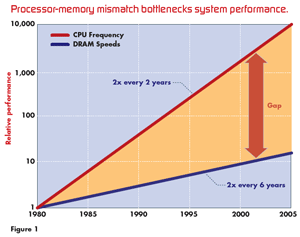 Processor-memory mismatch bottlenecks system performance.
10,000
CPU Frequency
DRAM Speeds
1,000
2x every 2 years
Relative performance
100
Gap
10
2x every 6 years
1
1980 1985 1990 1995 2000 2005
Figure 1